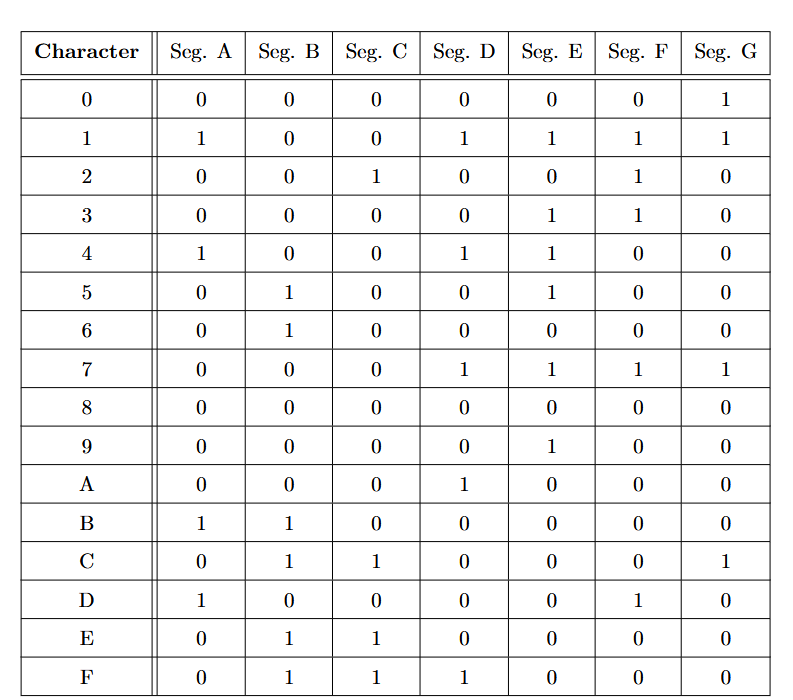 Character Seg. A Seg. B Seg. C Seg. D Seg. E Seg. F Seg. G
0 0 0 0 0 0 0 1
1 1 0 0 1 1 1 1
2 0 0 1 0 0 1 0
3 0 0 0 0 1 1 0
4 1 0 0 1 1 0 0
5 0 1 0 0 1 0 0
6 0 1 0 0 0 0 0
7 0 0 0 1 1 1 1
8 0 0 0 0 0 0 0
9 0 0 0 0 1 0 0
A 0 0 0 1 0 0 0
B 1 1 0 0 0 0 0
C 0 1 1 0 0 0 1
D 1 0 0 0 0 1 0
E 0 1 1 0 0 0 0
F 0 1 1 1 0 0 0